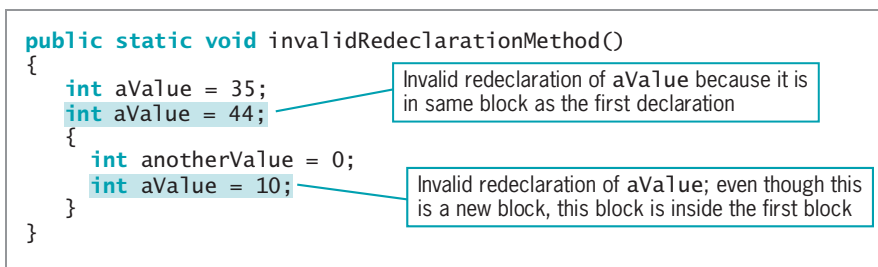 public static void invalidRedeclarationMethod()
{
int aValue = 35;
Invalid redeclaration of aValue because it is
in same block as the first declaration
int aValue = 44;
{
int anotherValue = 0;
int aValue = 10;
Invalid redeclaration of aValue; even though this
is a new block, this block is inside the first block
}
}